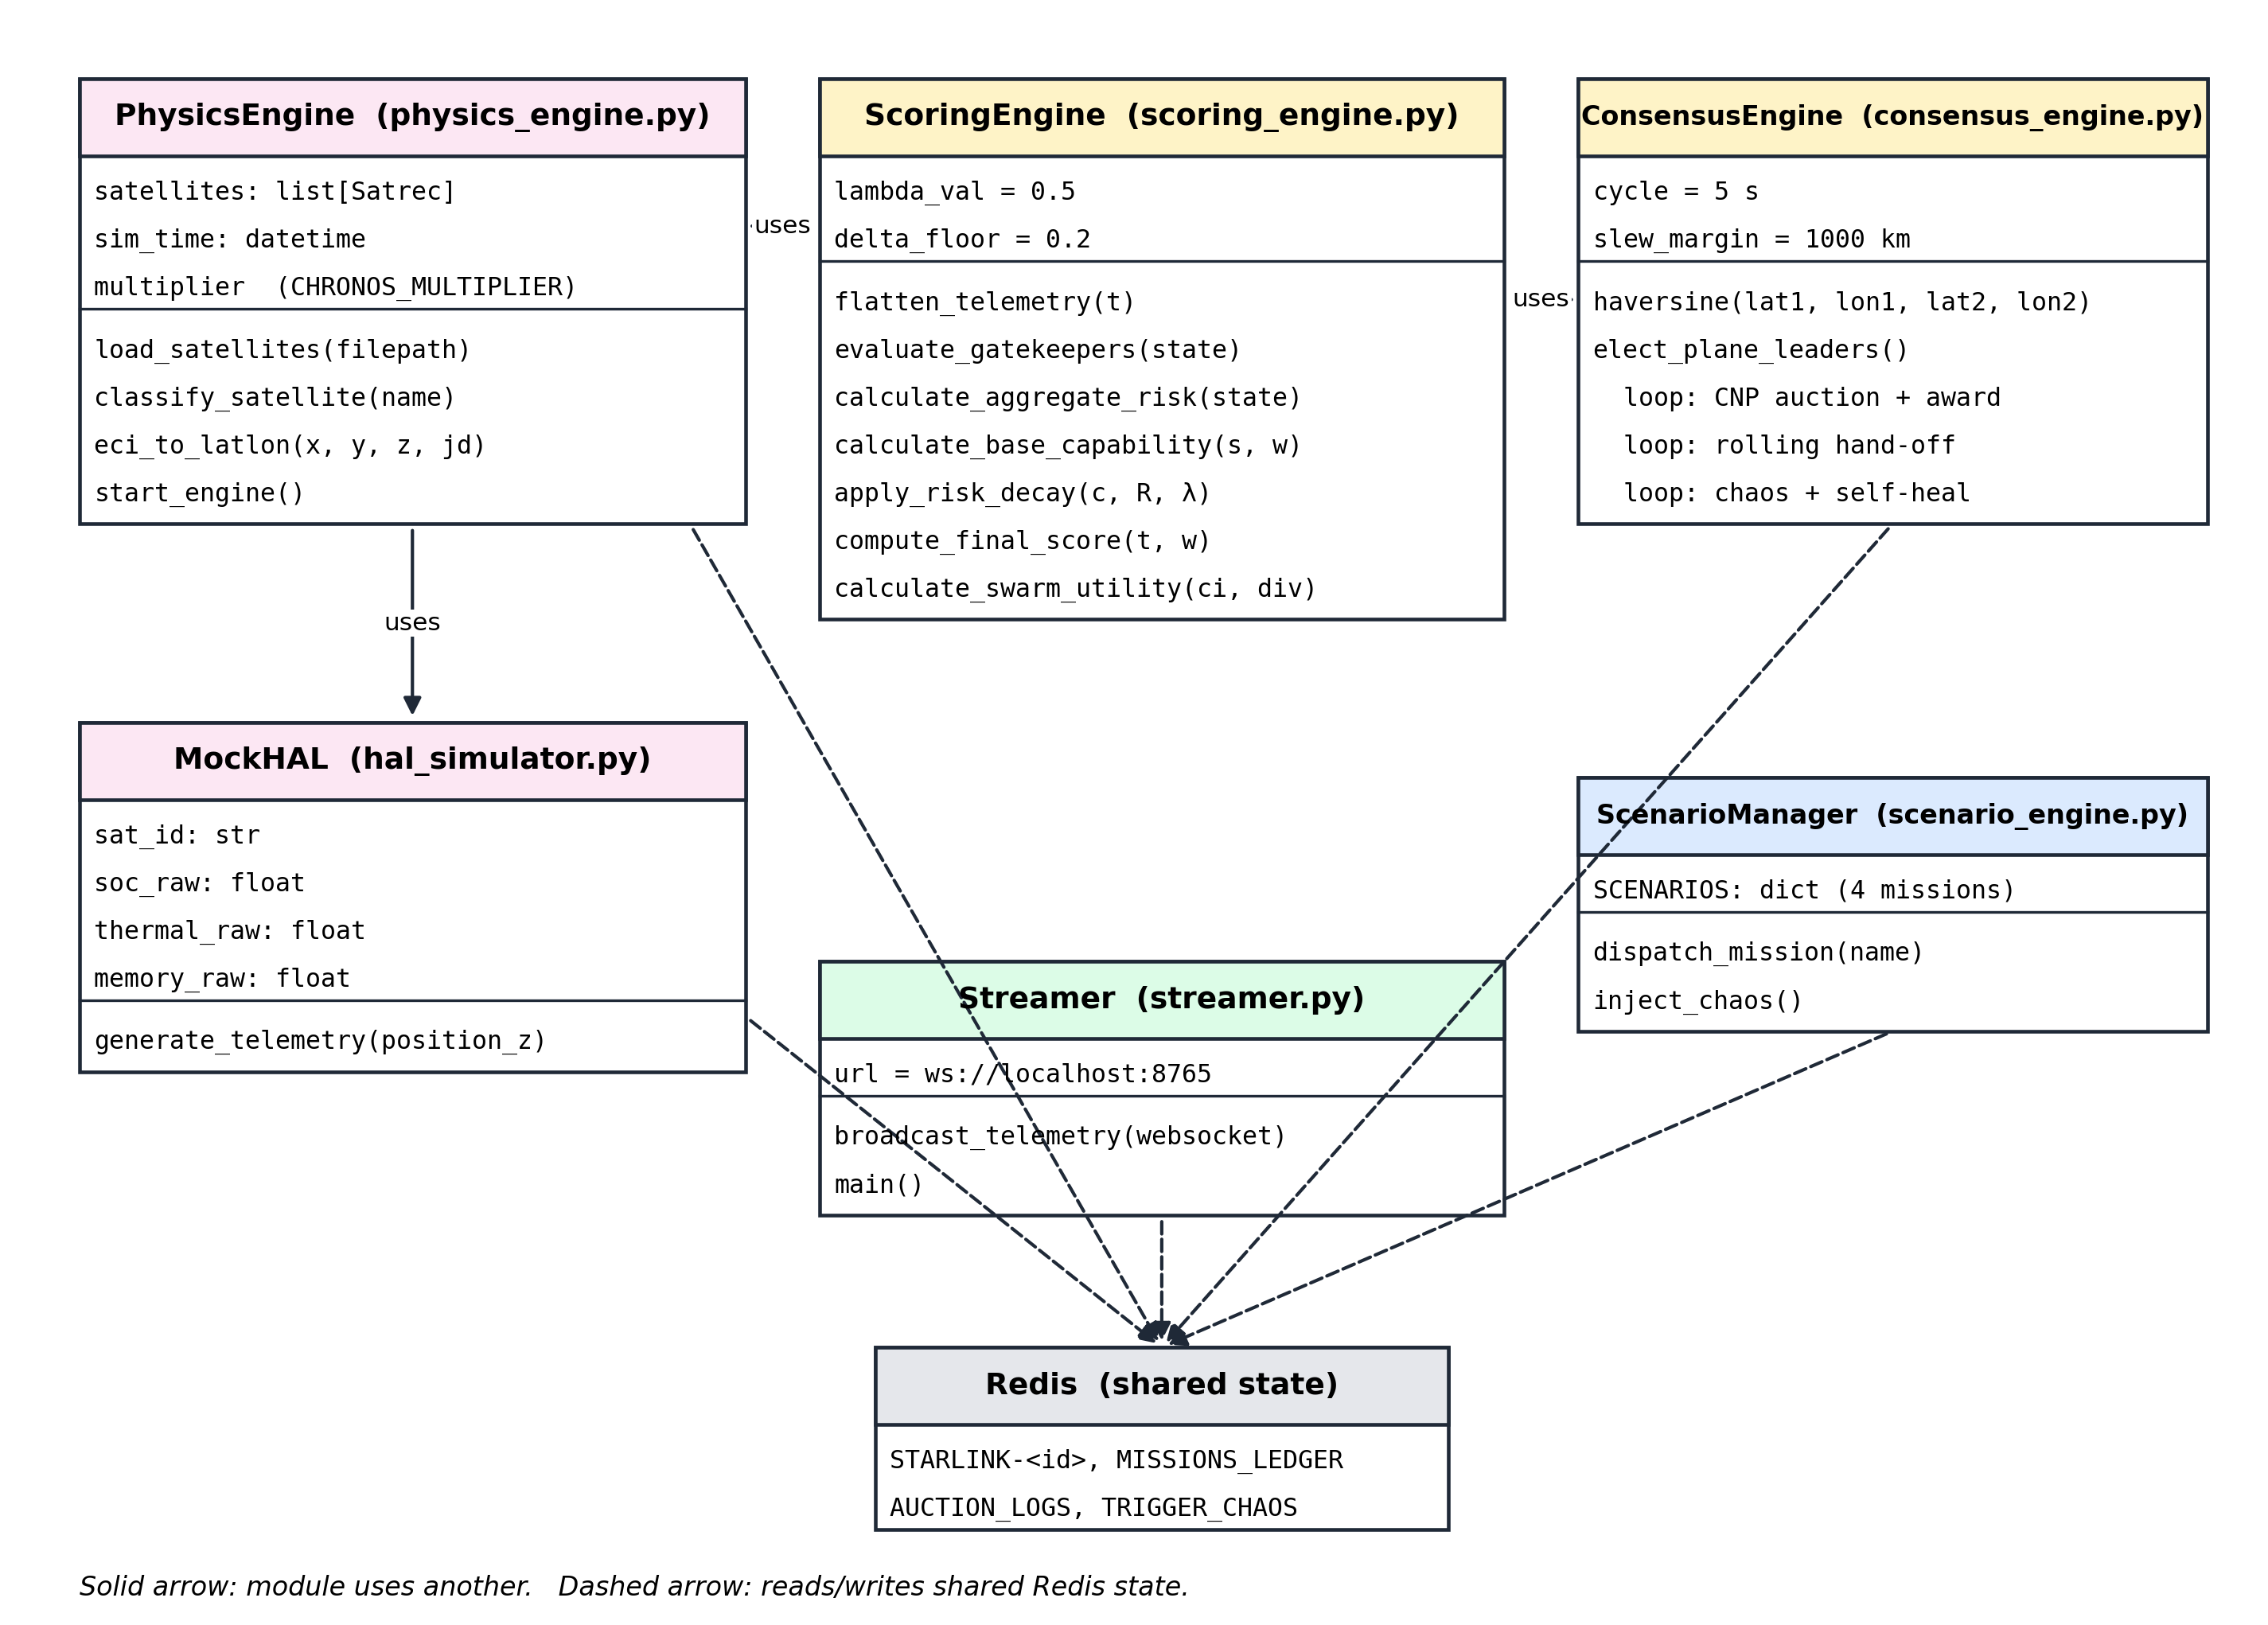 PhysicsEngine  (physics_engine.py)
satellites: list[Satrec]
sim_time: datetime
multiplier  (CHRONOS_MULTIPLIER)
load_satellites(filepath)
classify_satellite(name)
eci_to_latlon(x, y, z, jd)
start_engine()
uses
ScoringEngine  (scoring_engine.py)
lambda_val = 0.5
delta_floor = 0.2
flatten_telemetry(t)
evaluate_gatekeepers(state)
calculate_aggregate_risk(state)
calculate_base_capability(s, w)
apply_risk_decay(c, R, λ)
compute_final_score(t, w)
calculate_swarm_utility(ci, div)
uses
ConsensusEngine  (consensus_engine.py)
cycle = 5 s
slew_margin = 1000 km
haversine(lat1, lon1, lat2, lon2)
elect_plane_leaders()
loop: CNP auction + award
loop: rolling hand-off
loop: chaos + self-heal
uses
MockHAL  (hal_simulator.py)
sat_id: str
soc_raw: float
thermal_raw: float
memory_raw: float
generate_telemetry(position_z)
ScenarioManager  (scenario_engine.py)
SCENARIOS: dict (4 missions)
dispatch_mission(name)
inject_chaos()
Streamer  (streamer.py)
url = ws://localhost:8765
broadcast_telemetry(websocket)
main()
Redis  (shared state)
STARLINK-<id>, MISSIONS_LEDGER
AUCTION_LOGS, TRIGGER_CHAOS
Solid arrow: module uses another.   Dashed arrow: reads/writes shared Redis state.